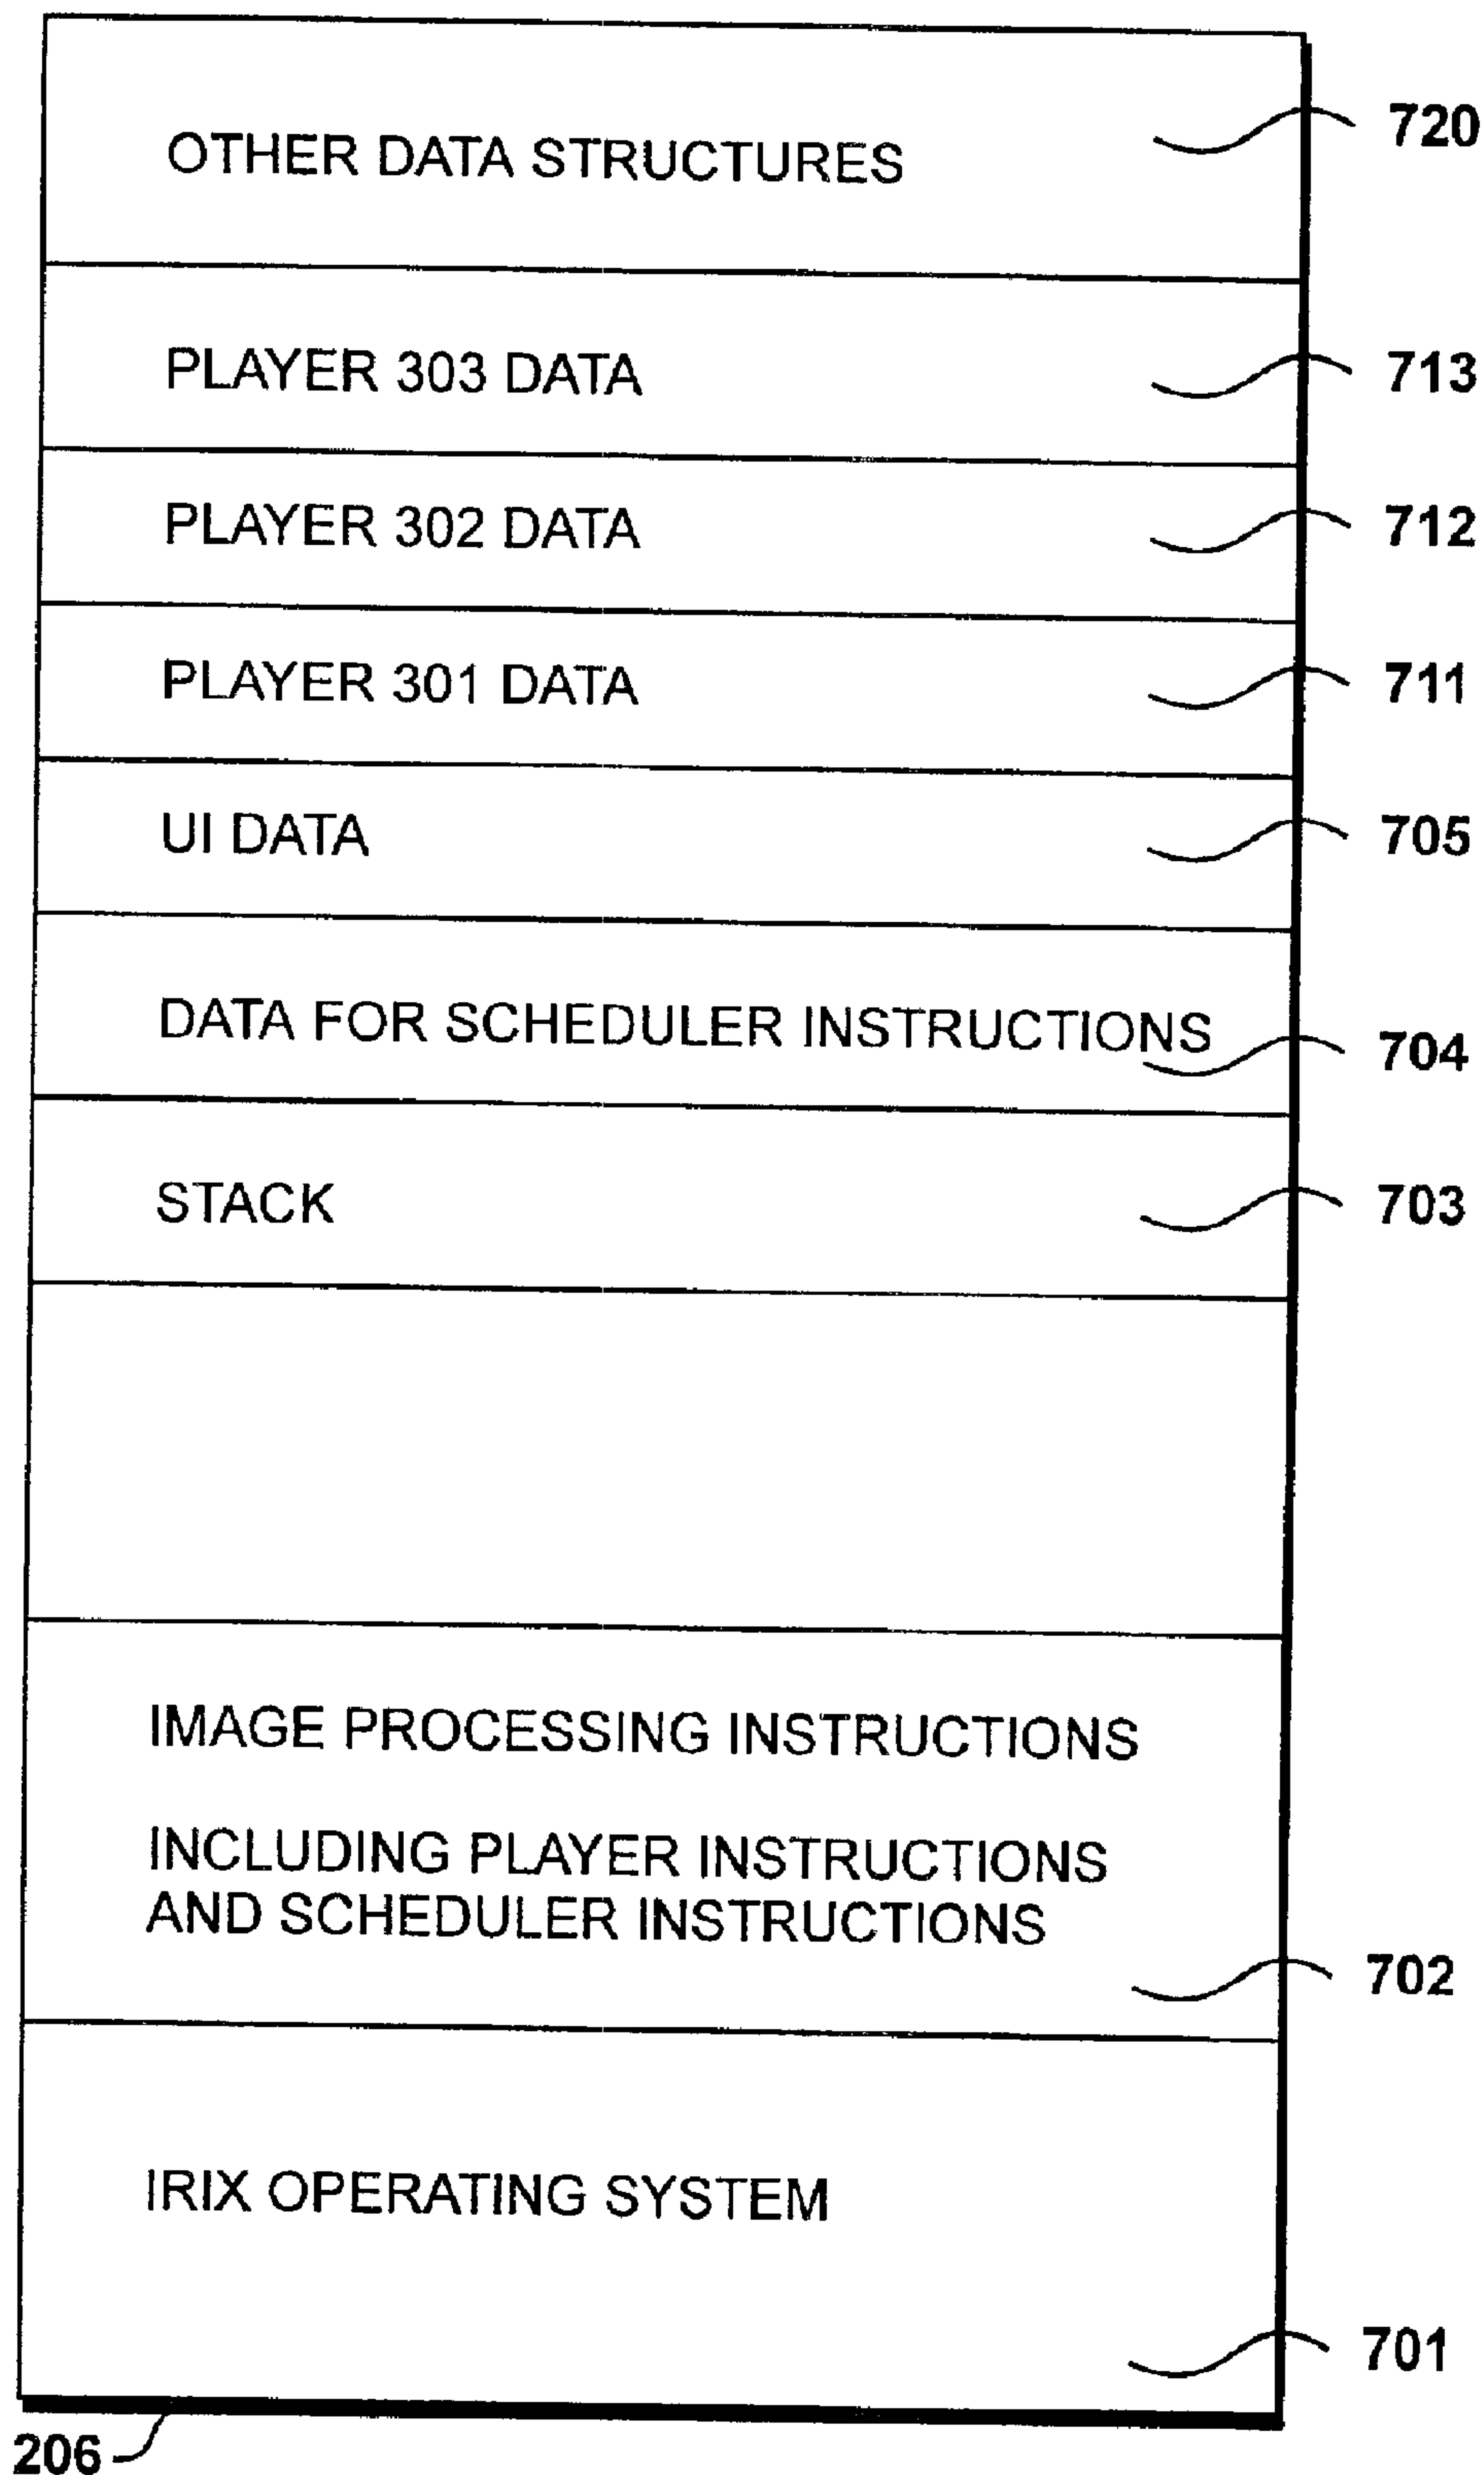 OTHER DATA STRUCTURES 720
PLAYER 303 DATA 713
PLAYER 302 DATA 712
PLAYER 301 DATA 711
UI DATA 705
DATA FOR SCHEDULER INSTRUCTIONS 704
STACK 703
IMAGE PROCESSING INSTRUCTIONS
INCLUDING PLAYER INSTRUCTIONS
AND SCHEDULER INSTRUCTIONS
702
IRIX OPERATING SYSTEM
701
206